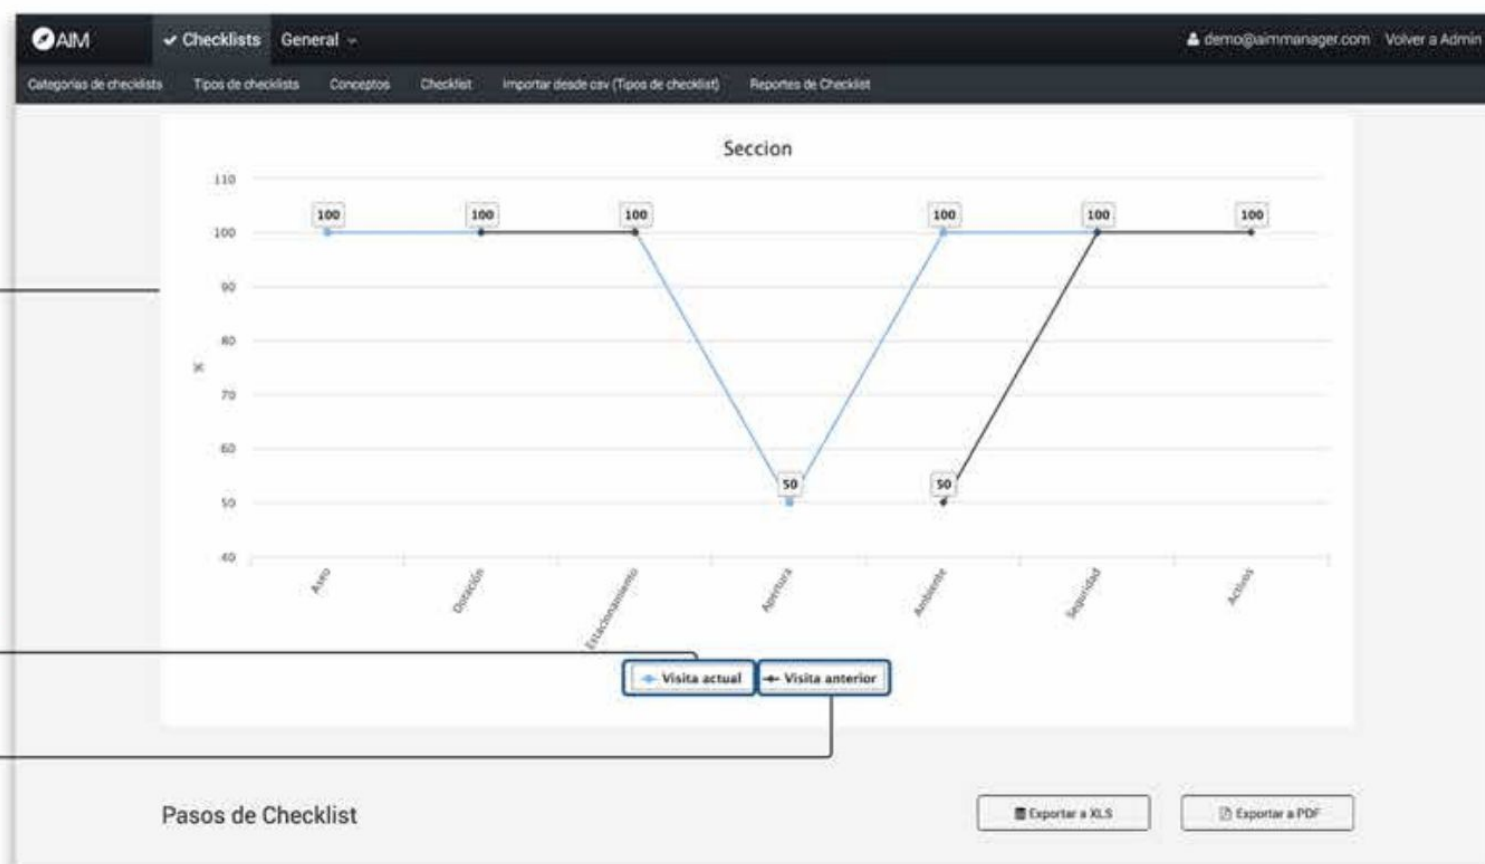 AIM
Checklists
General
demo@aimmanager.com
Volver a Admin
Categorías de checklists
Tipos de checklists
Conceptos
Checklist
Importar desde csv (Tipos de checklist)
Reportes de Checklist
Seccion
110
100
90
80
70
60
50
40
%
100
100
100
50
100
50
100
100
Aseo
Dotación
Estacionamiento
Apertura
Ambiente
Seguridad
Activos
Visita actual
Visita anterior
Pasos de Checklist
Exportar a XLS
Exportar a PDF